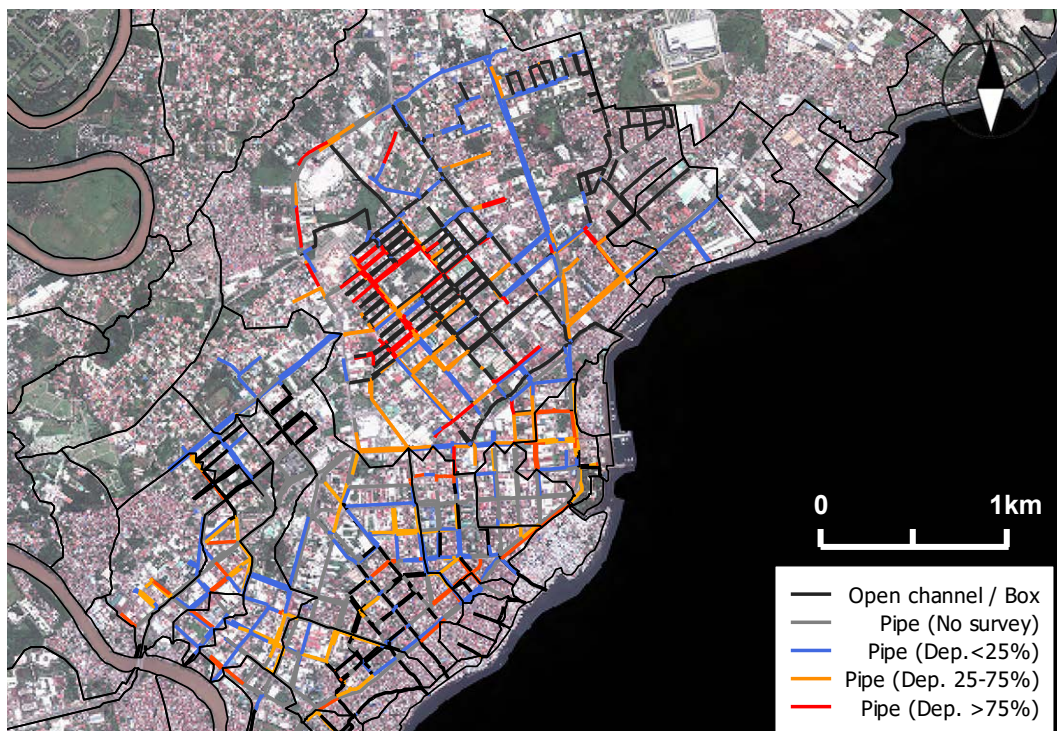 N
0
1km
Open channel / Box
Pipe (No survey)
Pipe (Dep.<25%)
Pipe (Dep. 25-75%)
Pipe (Dep. >75%)